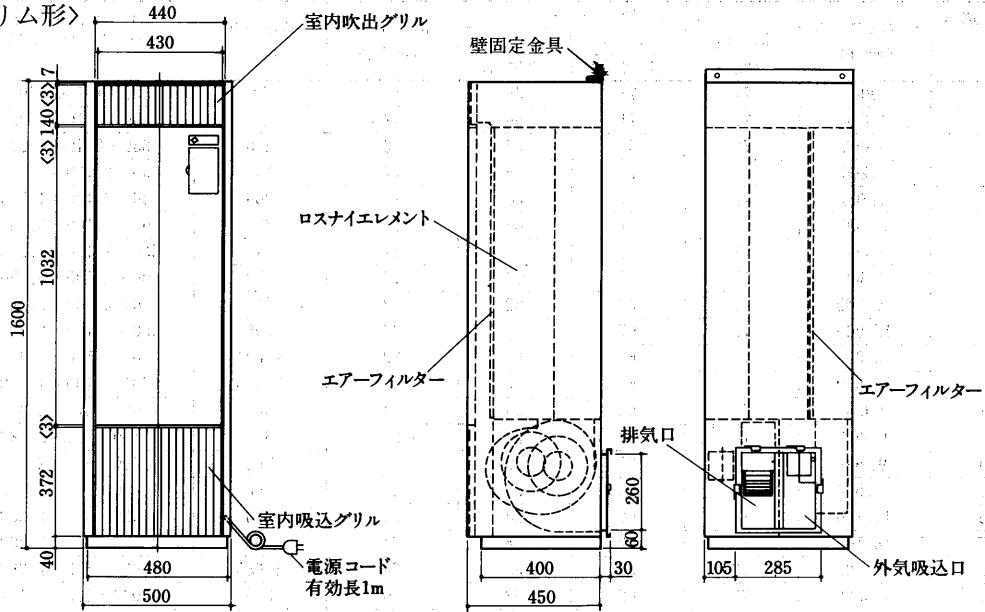 リム形〉
440
430
室内吹出グリル
7
〈3〉
140
〈3〉
1032
1600
〈3〉
372
40
室内吸込グリル
電源コード
有効長1m
480
500
壁固定金具
ロスナイエレメント
エアーフィルター
260
60
400
30
450
エアーフィルター
排気口
外気吸込口
105
285